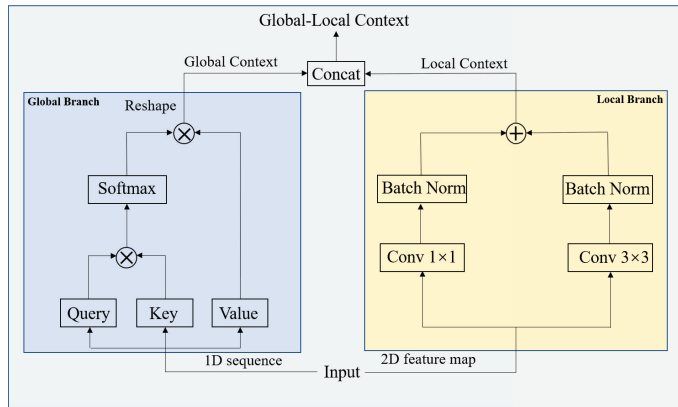 Global-Local Context
Global Context
Concat
Local Context
Global Branch
Reshape
Local Branch
Softmax
Batch Norm
Batch Norm
Conv 1×1
Conv 3×3
Query
Key
Value
1D sequence
Input
2D feature map